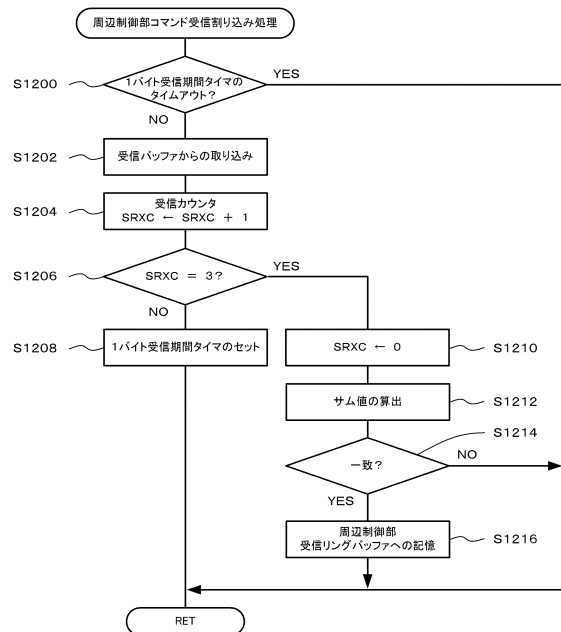 周辺制御部コマンド受信割り込み処理
S1200
1バイト受信期間タイマの
タイムアウト?
YES
NO
S1202
受信バッファからの取り込み
S1204
受信カウンタ
SRXC ← SRXC + 1
S1206
SRXC = 3?
YES
NO
S1208
1バイト受信期間タイマのセット
SRXC ← 0
S1210
サム値の算出
S1212
S1214
一致?
NO
YES
周辺制御部
受信リングバッファへの記憶
S1216
RET